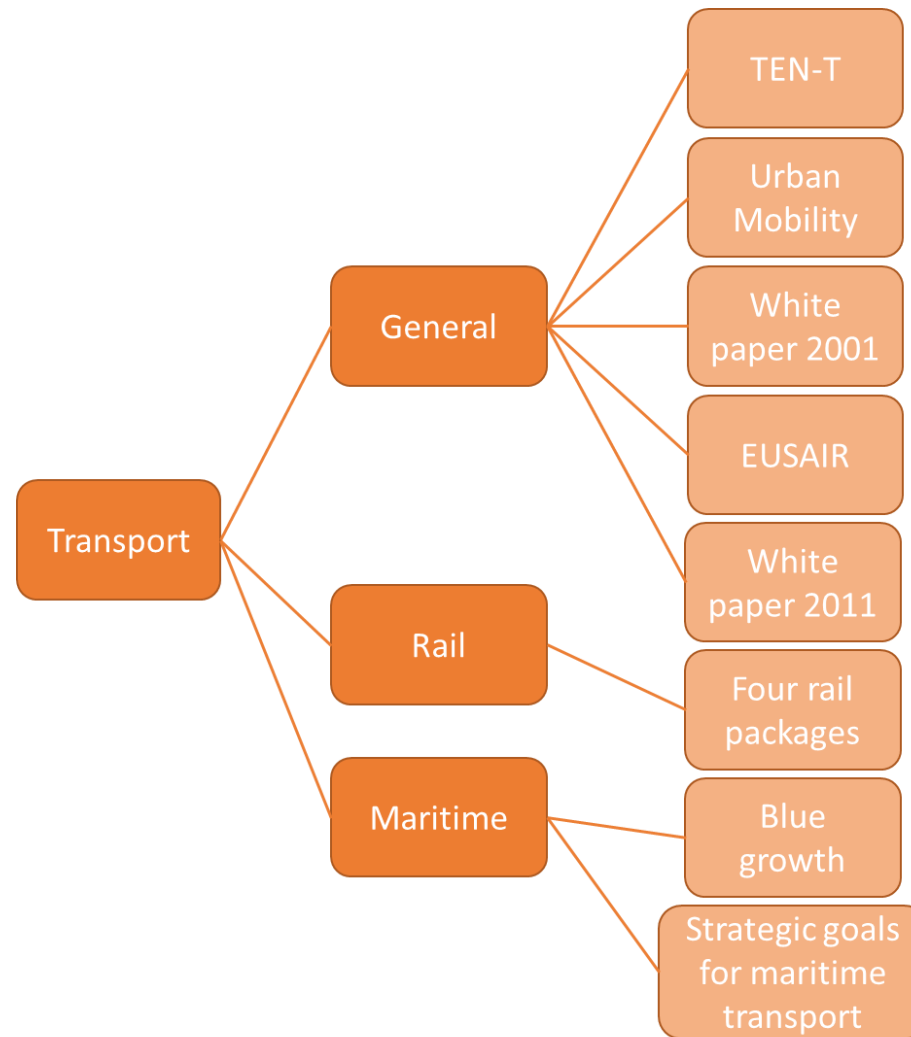 TEN-T
Urban
Mobility
General
White
paper 2001
EUSAIR
Transport
White
paper 2011
Rail
Four rail
packages
Maritime
Blue
growth
Strategic goals
for maritime
transport